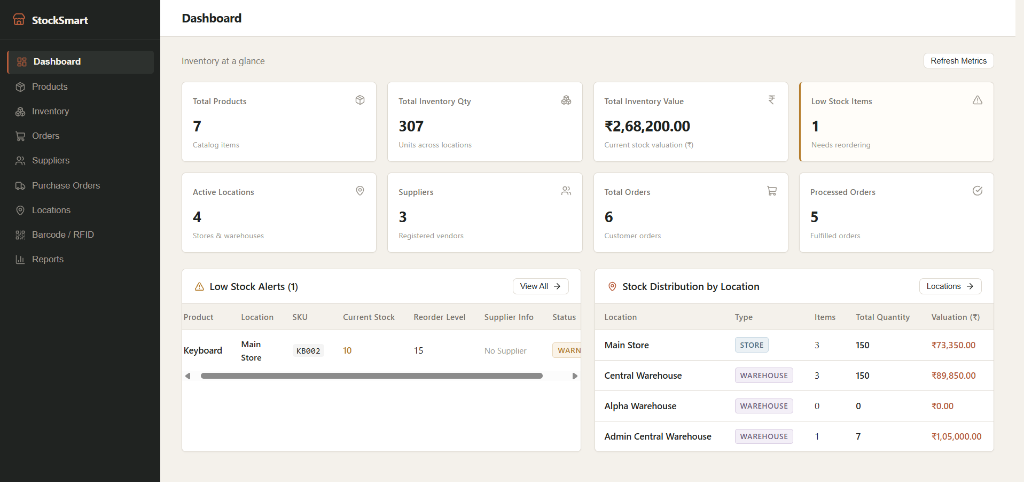 StockSmart
Dashboard
Products
Inventory
Orders
Suppliers
Purchase Orders
Locations
Barcode / RFID
Reports
Dashboard
Inventory at a glance
Refresh Metrics
Total Products
7
Catalog items
Total Inventory Qty
307
Units across locations
Total Inventory Value
₹2,68,200.00
Current stock valuation (₹)
Low Stock Items
1
Needs reordering
Active Locations
4
Stores & warehouses
Suppliers
3
Registered vendors
Total Orders
6
Customer orders
Processed Orders
5
Fulfilled orders
Low Stock Alerts (1)
View All →
Product Location SKU Current Stock Reorder Level Supplier Info Status
Keyboard Main Store KB002 10 15 No Supplier WARN
Stock Distribution by Location
Locations →
Location Type Items Total Quantity Valuation (₹)
Main Store STORE 3 150 ₹73,350.00
Central Warehouse WAREHOUSE 3 150 ₹89,850.00
Alpha Warehouse WAREHOUSE 0 0 ₹0.00
Admin Central Warehouse WAREHOUSE 1 7 ₹1,05,000.00